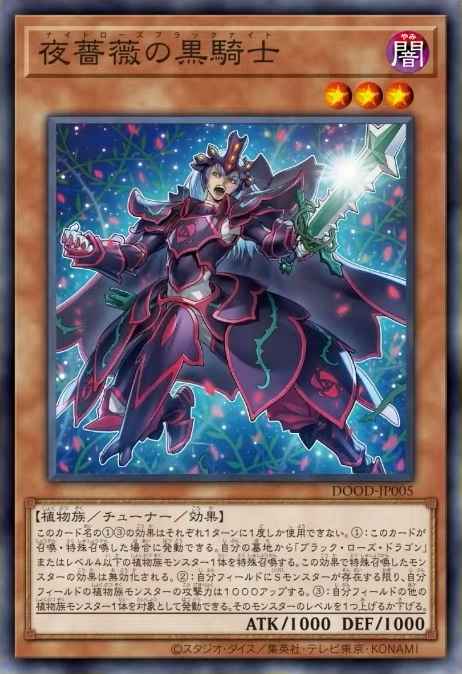 ナイトローズブラックナイト
夜薔薇の黒騎士
やみ
闇
DOOD-JP005
【植物族／チューナー／効果】
このカード名の①③の効果はそれぞれ1ターンに1度しか使用できない。①：このカードが
召喚・特殊召喚した場合に発動できる。自分の墓地から「ブラック・ローズ・ドラゴン」
またはレベル4以下の植物族モンスター1体を特殊召喚する。この効果で特殊召喚したモン
スターの効果は無効化される。②：自分フィールドにSモンスターが存在する限り、自分
フィールドの植物族モンスターの攻撃力は1000アップする。③：自分フィールドの他の
植物族モンスター1体を対象として発動できる。そのモンスターのレベルを1つ上げるか下げる。
ATK/1000 DEF/1000
©スタジオ・ダイス／集英社・テレビ東京・KONAMI